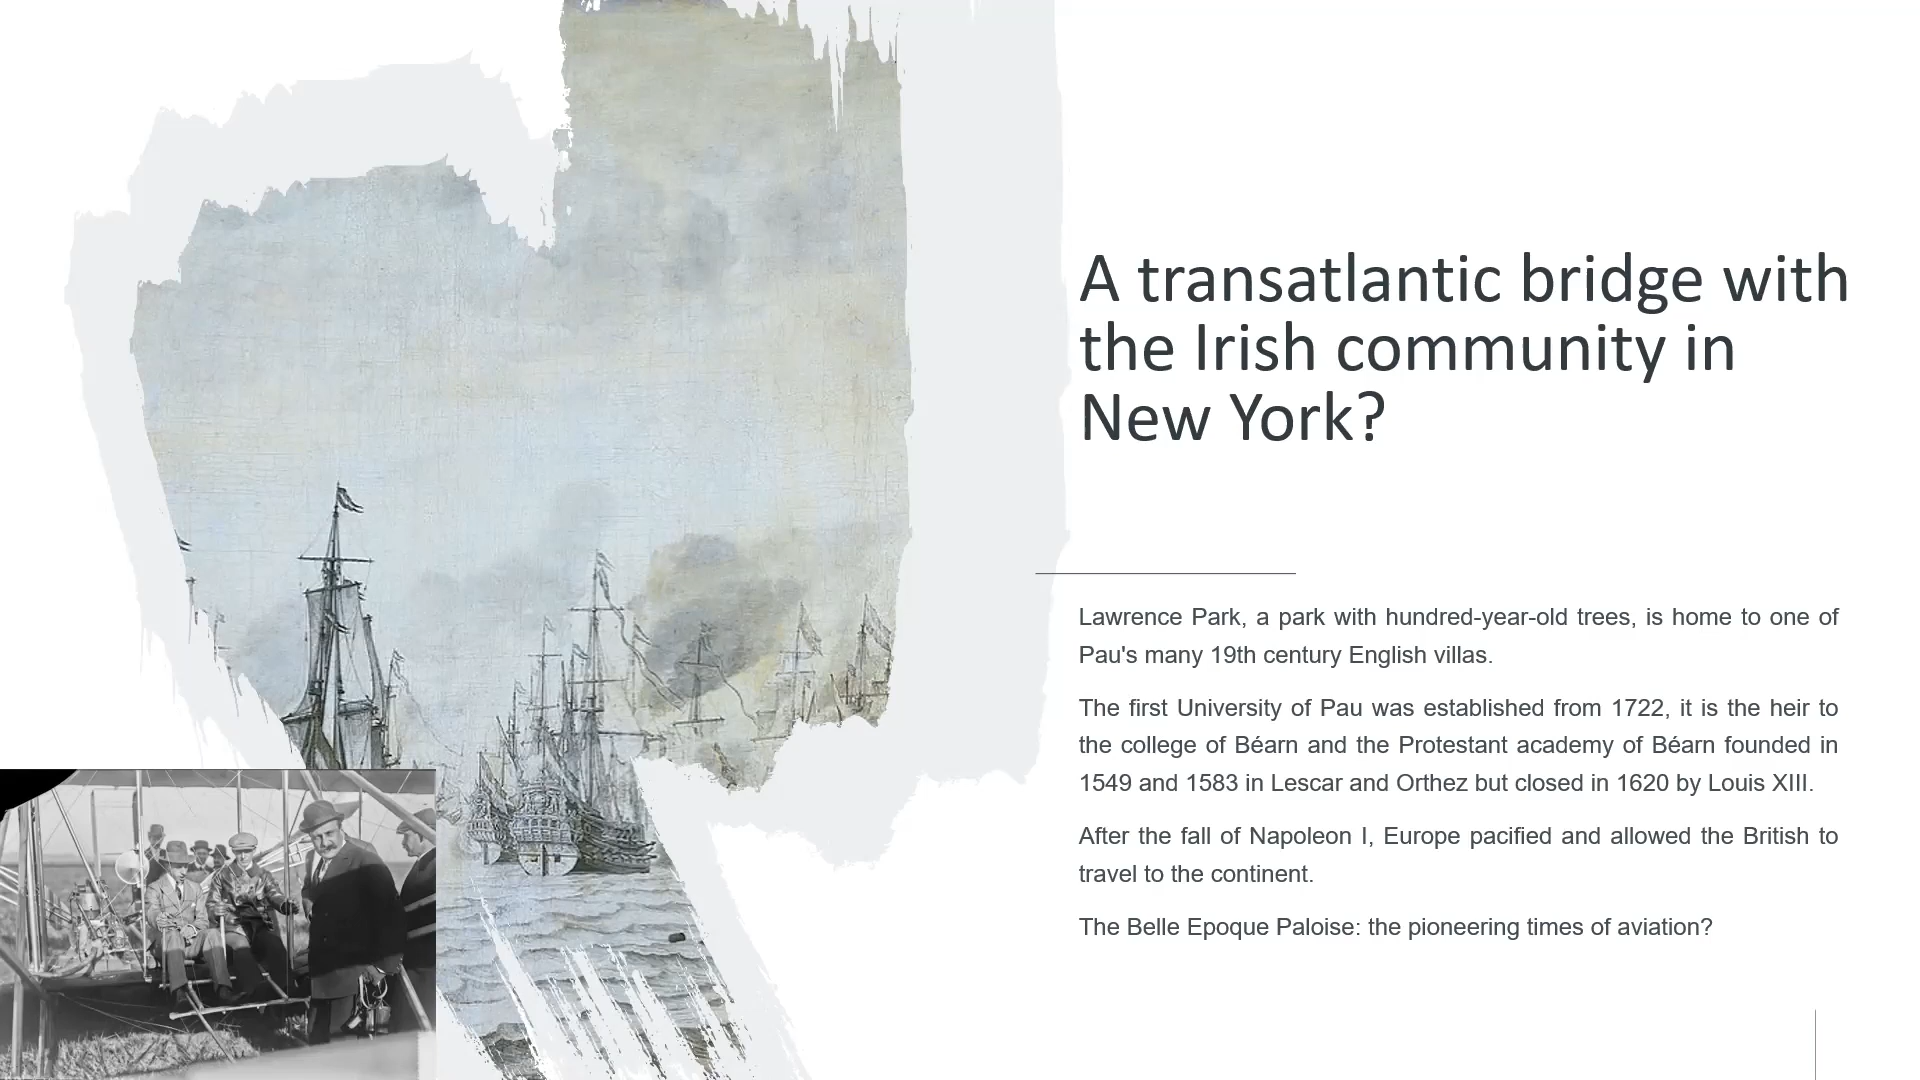 A transatlantic bridge with
the Irish community in
New York?
Lawrence Park, a park with hundred-year-old trees, is home to one of
Pau's many 19th century English villas.
The first University of Pau was established from 1722, it is the heir to
the college of Béarn and the Protestant academy of Béarn founded in
1549 and 1583 in Lescar and Orthez but closed in 1620 by Louis XIII.
After the fall of Napoleon I, Europe pacified and allowed the British to
travel to the continent.
The Belle Epoque Paloise: the pioneering times of aviation?